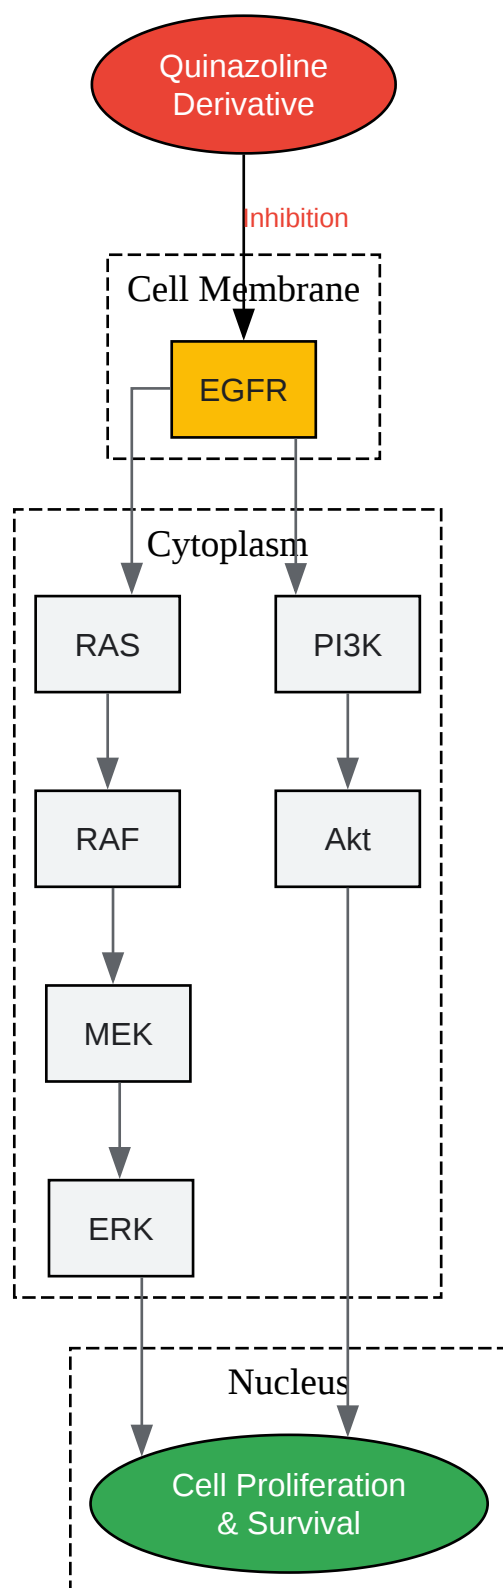 Quinazoline
Derivative
Inhibition
Cell Membrane
EGFR
Cytoplasm
RAS
PI3K
RAF
Akt
MEK
ERK
Nucleus
Cell Proliferation
& Survival